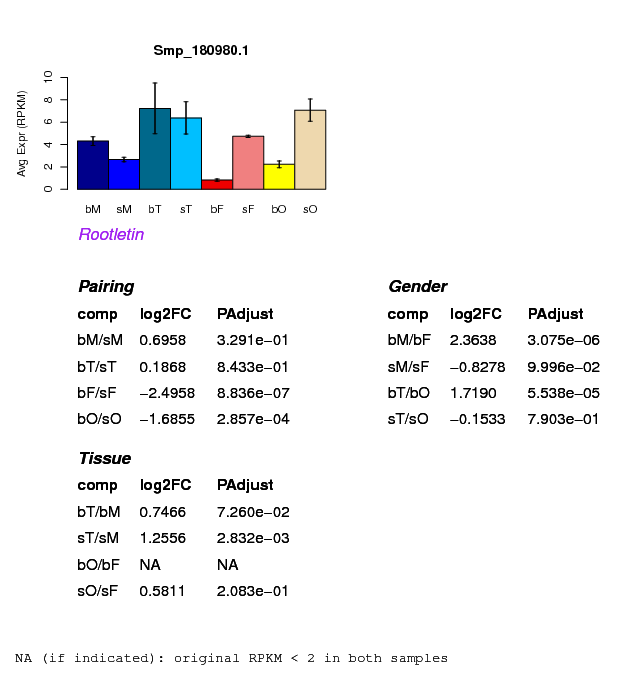 Smp_180980.1
Avg Expr (RPKM)
0 2 4 6 8 10
bM sM bT sT bF sF bO sO
Rootletin
Pairing
comp log2FC PAdjust
bM/sM 0.6958 3.291e−01
bT/sT 0.1868 8.433e−01
bF/sF −2.4958 8.836e−07
bO/sO −1.6855 2.857e−04
Gender
comp log2FC PAdjust
bM/bF 2.3638 3.075e−06
sM/sF −0.8278 9.996e−02
bT/bO 1.7190 5.538e−05
sT/sO −0.1533 7.903e−01
Tissue
comp log2FC PAdjust
bT/bM 0.7466 7.260e−02
sT/sM 1.2556 2.832e−03
bO/bF NA NA
sO/sF 0.5811 2.083e−01
NA (if indicated): original RPKM < 2 in both samples